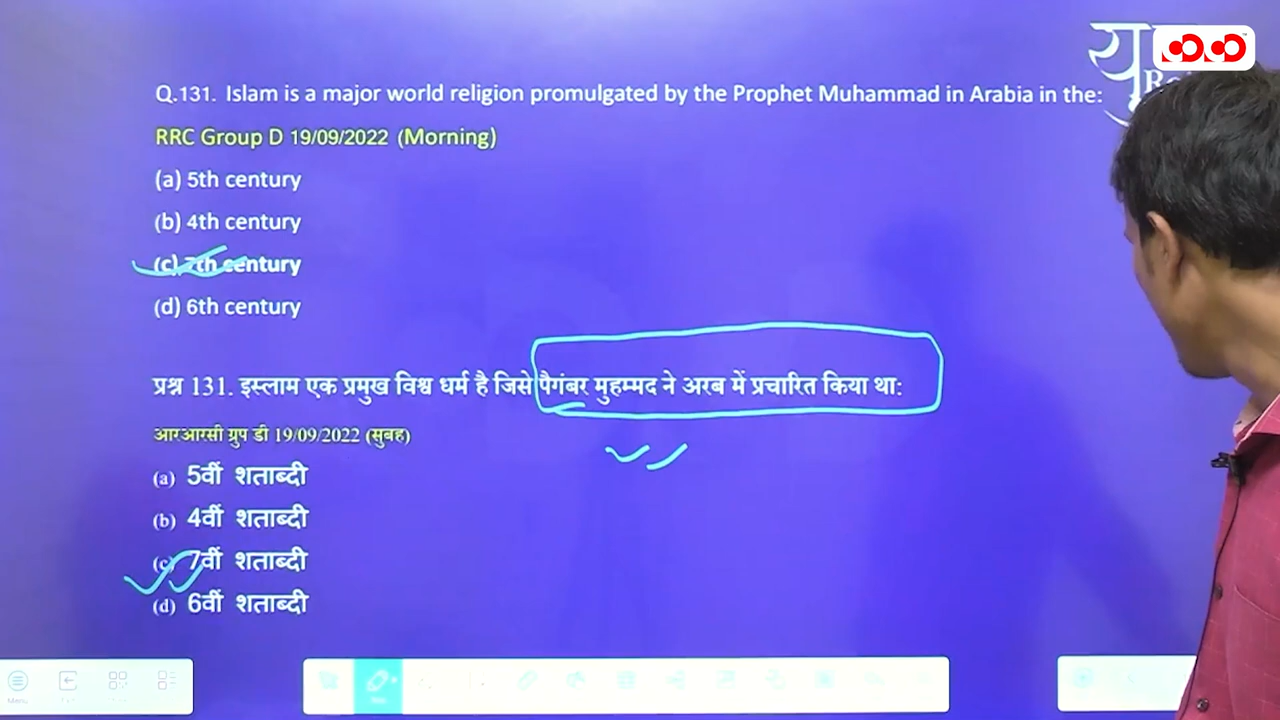 Q.131. Islam is a major world religion promulgated by the Prophet Muhammad in Arabia in the:
RRC Group D 19/09/2022 (Morning)
(a) 5th century
(b) 4th century
(c) 7th century
(d) 6th century
प्रश्न 131. इस्लाम एक प्रमुख विश्व धर्म है जिसे पैगंबर मुहम्मद ने अरब में प्रचारित किया था:
आरआरसी ग्रुप डी 19/09/2022 (सुबह)
(a) 5वीं शताब्दी
(b) 4वीं शताब्दी
(c) 7वीं शताब्दी
(d) 6वीं शताब्दी
Menu